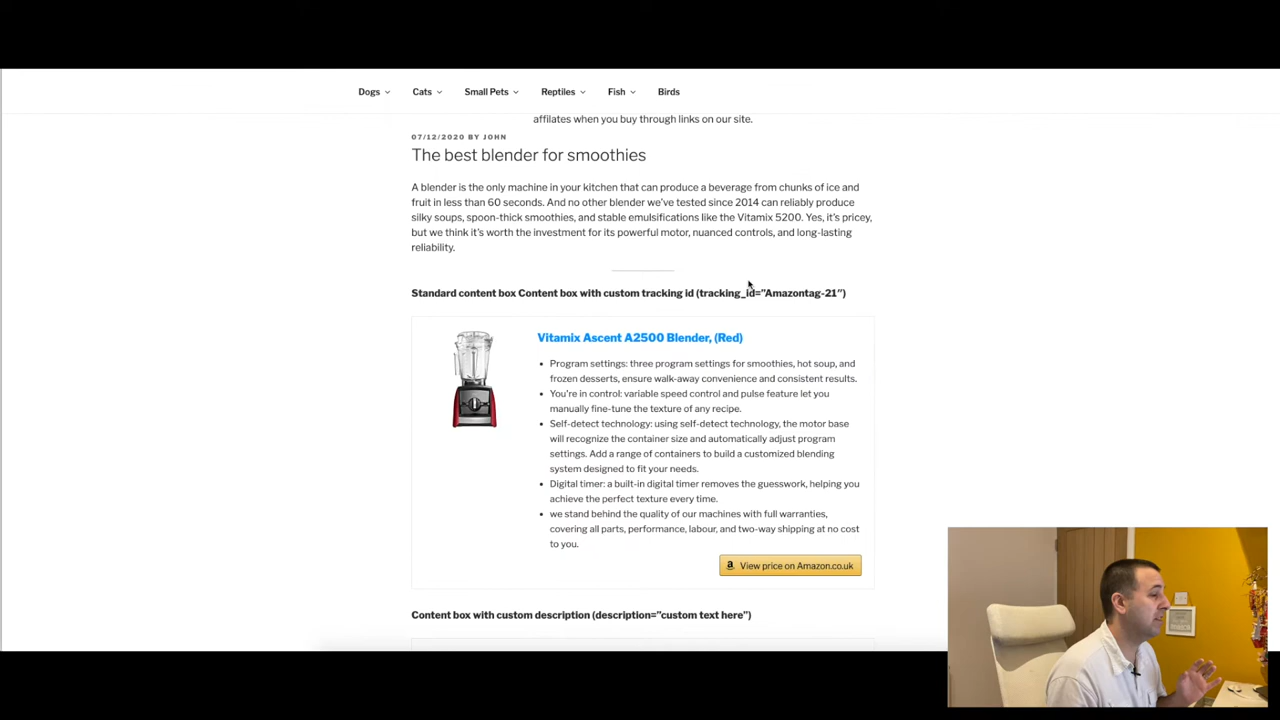 Dogs
Cats
Small Pets
Reptiles
Fish
Birds
affilates when you buy through links on our site.
07/12/2020 BY JOHN
The best blender for smoothies
A blender is the only machine in your kitchen that can produce a beverage from chunks of ice and
fruit in less than 60 seconds. And no other blender we've tested since 2014 can reliably produce
silky soups, spoon-thick smoothies, and stable emulsifications like the Vitamix 5200. Yes, it's pricey,
but we think it's worth the investment for its powerful motor, nuanced controls, and long-lasting
reliability.
Standard content box Content box with custom tracking id (tracking_id="Amazontag-21″)
Vitamix Ascent A2500 Blender, (Red)
• Program settings: three program settings for smoothies, hot soup, and
frozen desserts, ensure walk-away convenience and consistent results.
• You're in control: variable speed control and pulse feature let you
manually fine-tune the texture of any recipe.
• Self-detect technology: using self-detect technology, the motor base
will recognize the container size and automatically adjust program
settings. Add a range of containers to build a customized blending
system designed to fit your needs.
• Digital timer: a built-in digital timer removes the guesswork, helping you
achieve the perfect texture every time.
• we stand behind the quality of our machines with full warranties,
covering all parts, performance, labour, and two-way shipping at no cost
to you.
View price on Amazon.co.uk
Content box with custom description (description="custom text here")